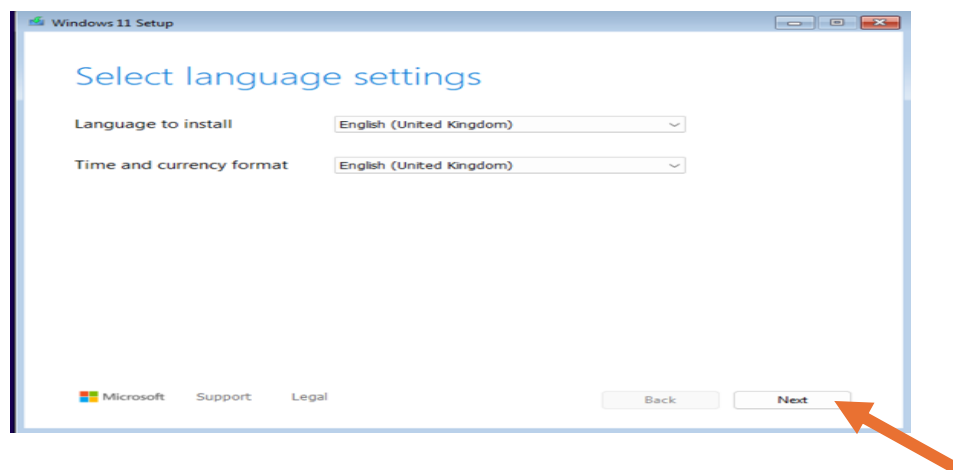 Windows 11 Setup
Select language settings
Language to install English (United Kingdom)
Time and currency format English (United Kingdom)
Microsoft Support Legal Back Next